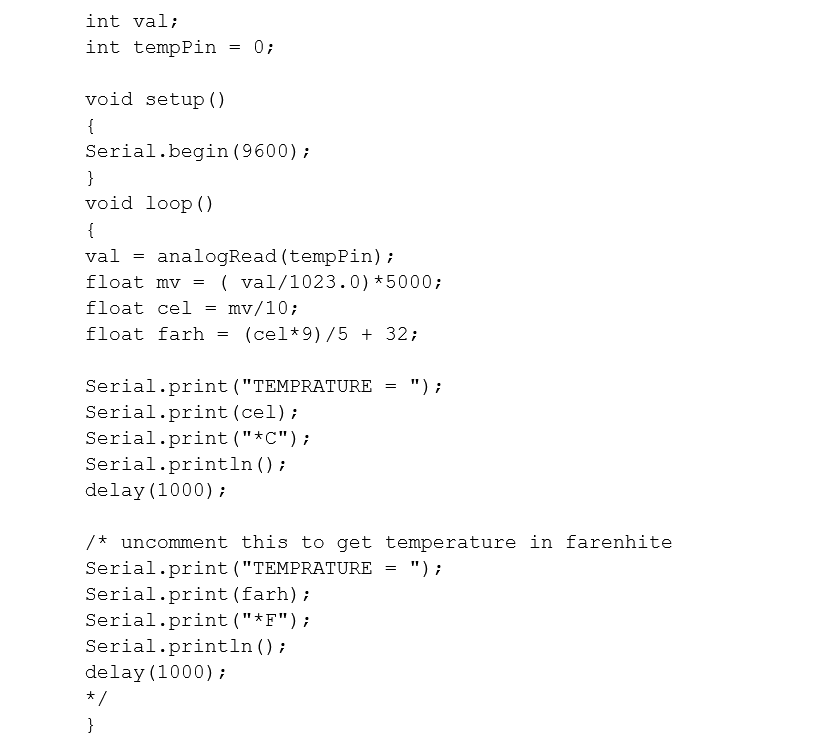 int val;
int tempPin = 0;
void setup()
{
Serial.begin(9600);
}
void loop()
{
val = analogRead(tempPin);
float mv = ( val/1023.0)*5000;
float cel = mv/10;
float farh = (cel*9)/5 + 32;
Serial.print("TEMPRATURE = ");
Serial.print(cel);
Serial.print("*C");
Serial.println();
delay(1000);
/* uncomment this to get temperature in farenhite
Serial.print("TEMPRATURE = ");
Serial.print(farh);
Serial.print("*F");
Serial.println();
delay(1000);
*/
}